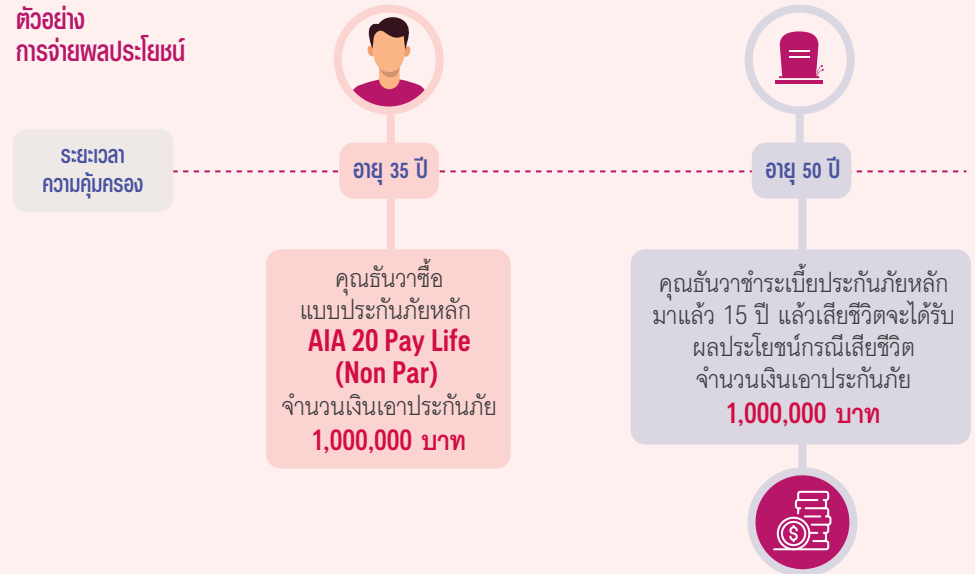 ตัวอย่าง
การจ่ายผลประโยชน์
ระยะเวลา
ความคุ้มครอง
อายุ 35 ปี
อายุ 50 ปี
คุณธันวาซื้อ
แบบประกันภัยหลัก
AIA 20 Pay Life
(Non Par)
จำนวนเงินเอาประกันภัย
1,000,000 บาท
คุณธันวาชำระเบี้ยประกันภัยหลัก
มาแล้ว 15 ปี แล้วเสียชีวิตจะได้รับ
ผลประโยชน์กรณีเสียชีวิต
จำนวนเงินเอาประกันภัย
1,000,000 บาท
$